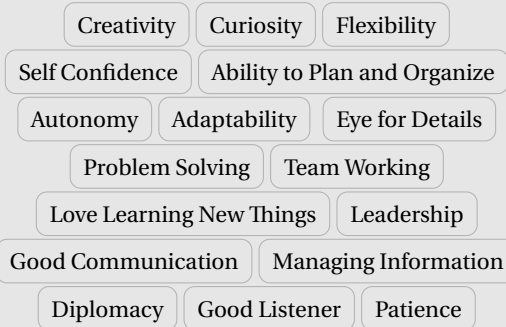 Creativity Curiosity Flexibility
Self Confidence Ability to Plan and Organize
Autonomy Adaptability Eye for Details
Problem Solving Team Working
Love Learning New Things Leadership
Good Communication Managing Information
Diplomacy Good Listener Patience